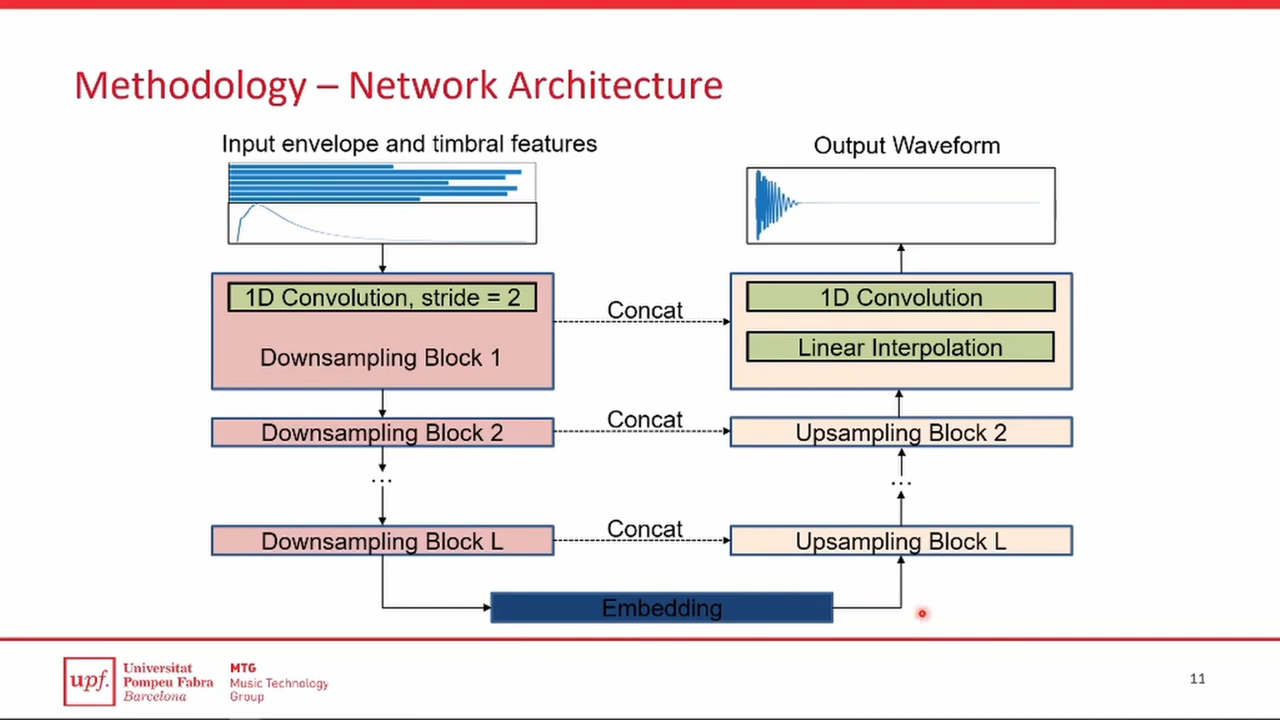 Methodology – Network Architecture
Input envelope and timbral features
Output Waveform
1D Convolution, stride = 2
Downsampling Block 1
Concat
1D Convolution
Linear Interpolation
Downsampling Block 2
Concat
Upsampling Block 2
...
...
Downsampling Block L
Concat
Upsampling Block L
Embedding
upf.
Universitat
Pompeu Fabra
Barcelona
MTG
Music Technology
Group
11